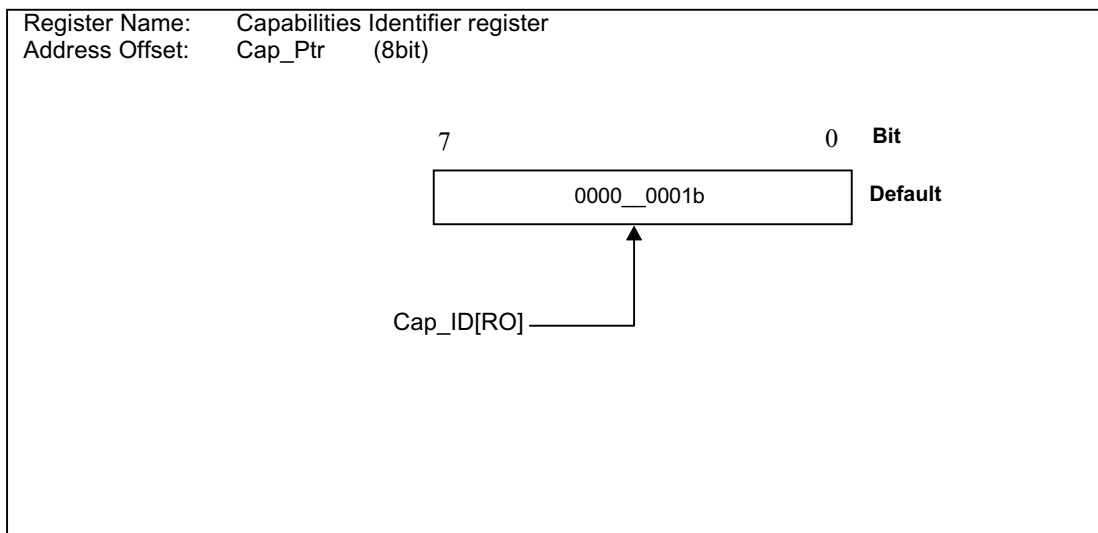 Register Name: Capabilities Identifier register
Address Offset: Cap_Ptr (8bit)
7 0 Bit
0000__0001b Default
Cap_ID[RO]